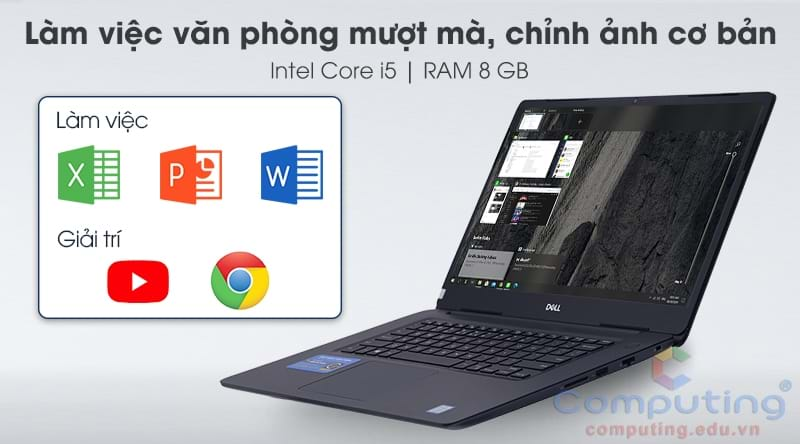 Làm việc văn phòng mượt mà, chỉnh ảnh cơ bản
Intel Core i5 | RAM 8 GB
Làm việc
X
P
W
Giải trí
DELL
Computing®
computing.edu.vn